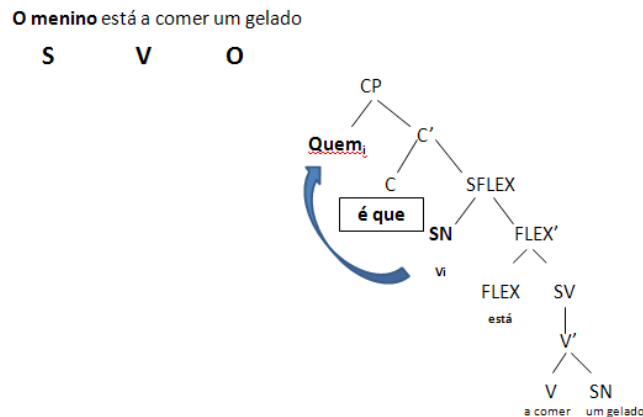 O menino está a comer um gelado
S V O
CP
Quemi C'
C SFLEX
é que
SN FLEX'
Vi
FLEX SV
está
V'
V SN
a comer um gelado